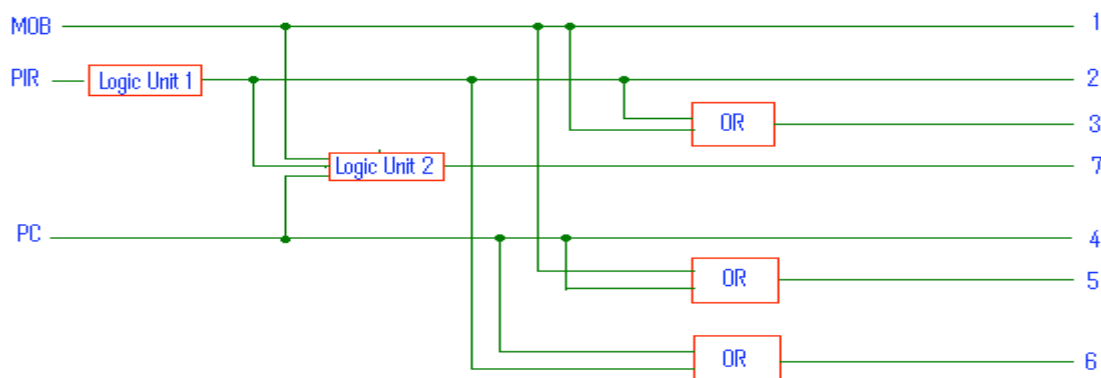 MOB
1
PIR
Logic Unit 1
2
OR
3
Logic Unit 2
7
PC
4
OR
5
OR
6